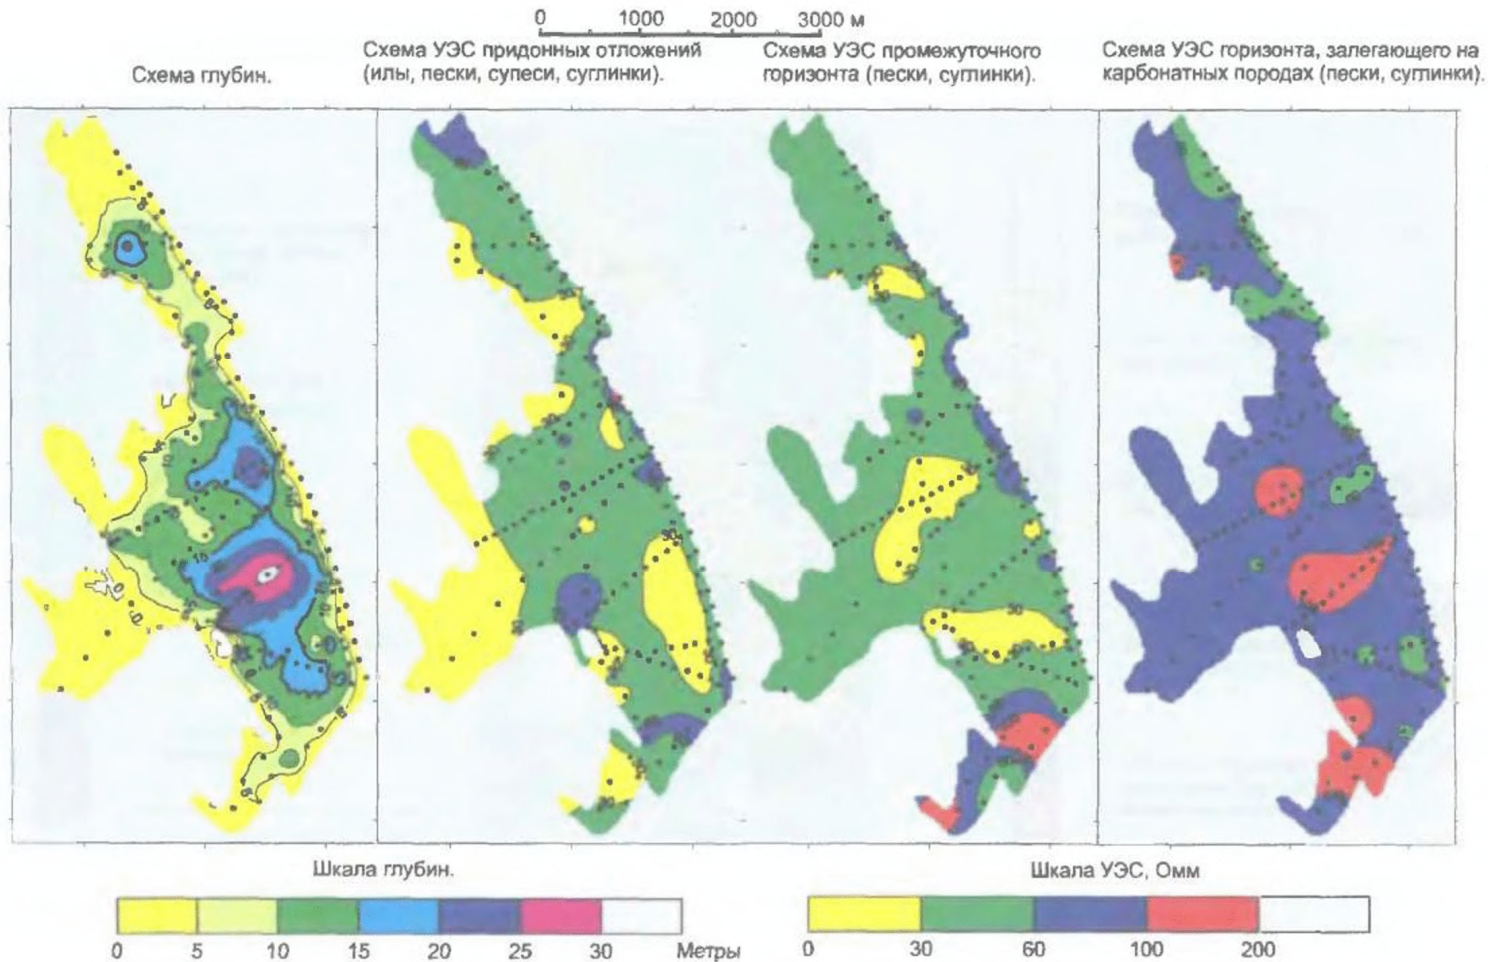 0 1000 2000 3000 м
Схема глубин.
Схема УЭС придонных отложений
(илы, пески, супеси, суглинки).
Схема УЭС промежуточного
горизонта (пески, суглинки).
Схема УЭС горизонта, залегающего на
карбонатных породах (пески, суглинки).
30
30
Шкала глубин.
0 5 10 15 20 25 30 Метры
Шкала УЭС, Омм
0 30 60 100 200